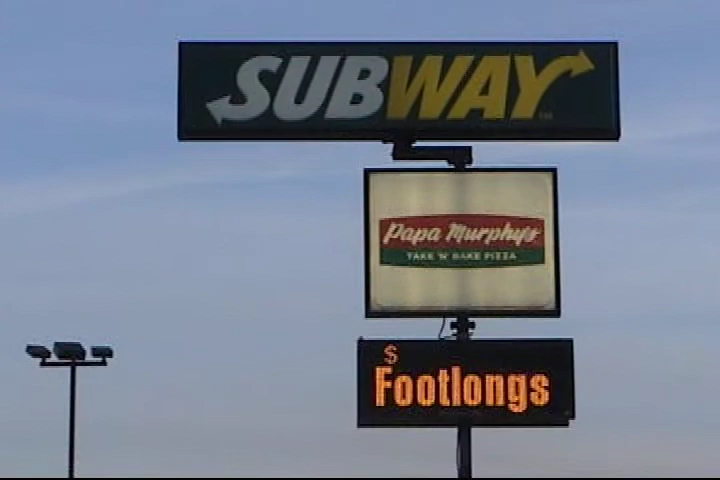 SUBWAY
Papa Murphy's
TAKE 'N' BAKE PIZZA
$
Footlongs